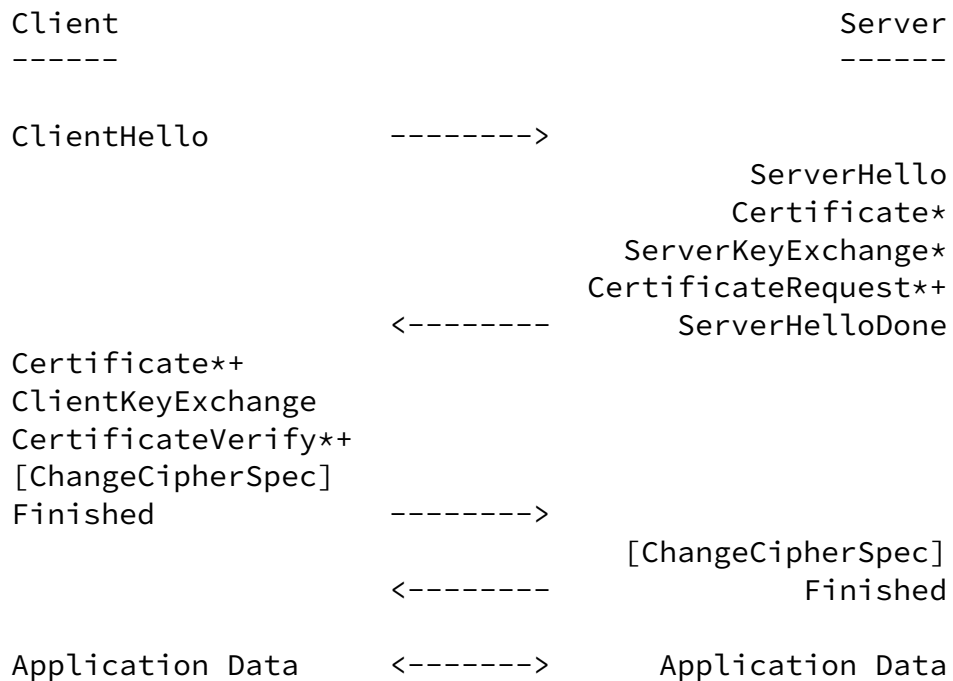 Client                                       Server
------                                       ------

ClientHello          -------->
                                        ServerHello
                                       Certificate*
                                 ServerKeyExchange*
                               CertificateRequest*+
                     <--------      ServerHelloDone
Certificate*+
ClientKeyExchange
CertificateVerify*+
[ChangeCipherSpec]
Finished             -------->
                                 [ChangeCipherSpec]
                     <--------             Finished

Application Data     <------->     Application Data